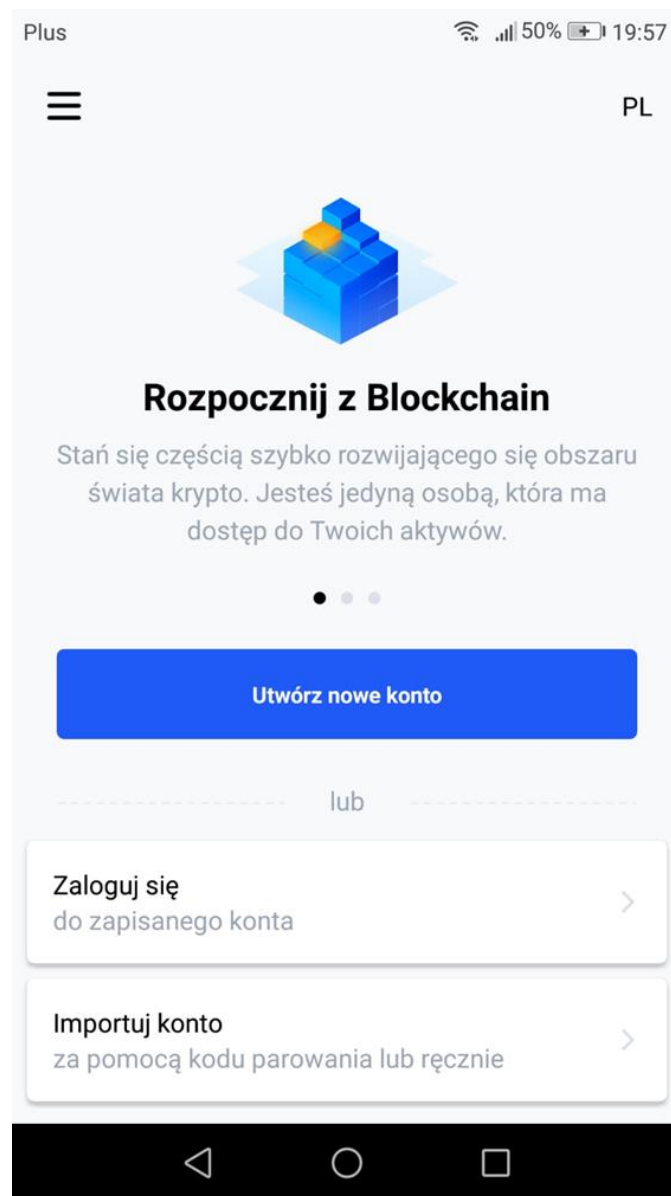 Plus 50% 19:57
PL
Rozpocznij z Blockchain
Stań się częścią szybko rozwijającego się obszaru
świata krypto. Jesteś jedyną osobą, która ma
dostęp do Twoich aktywów.
Utwórz nowe konto
lub
Zaloguj się
do zapisanego konta
Importuj konto
za pomocą kodu parowania lub ręcznie